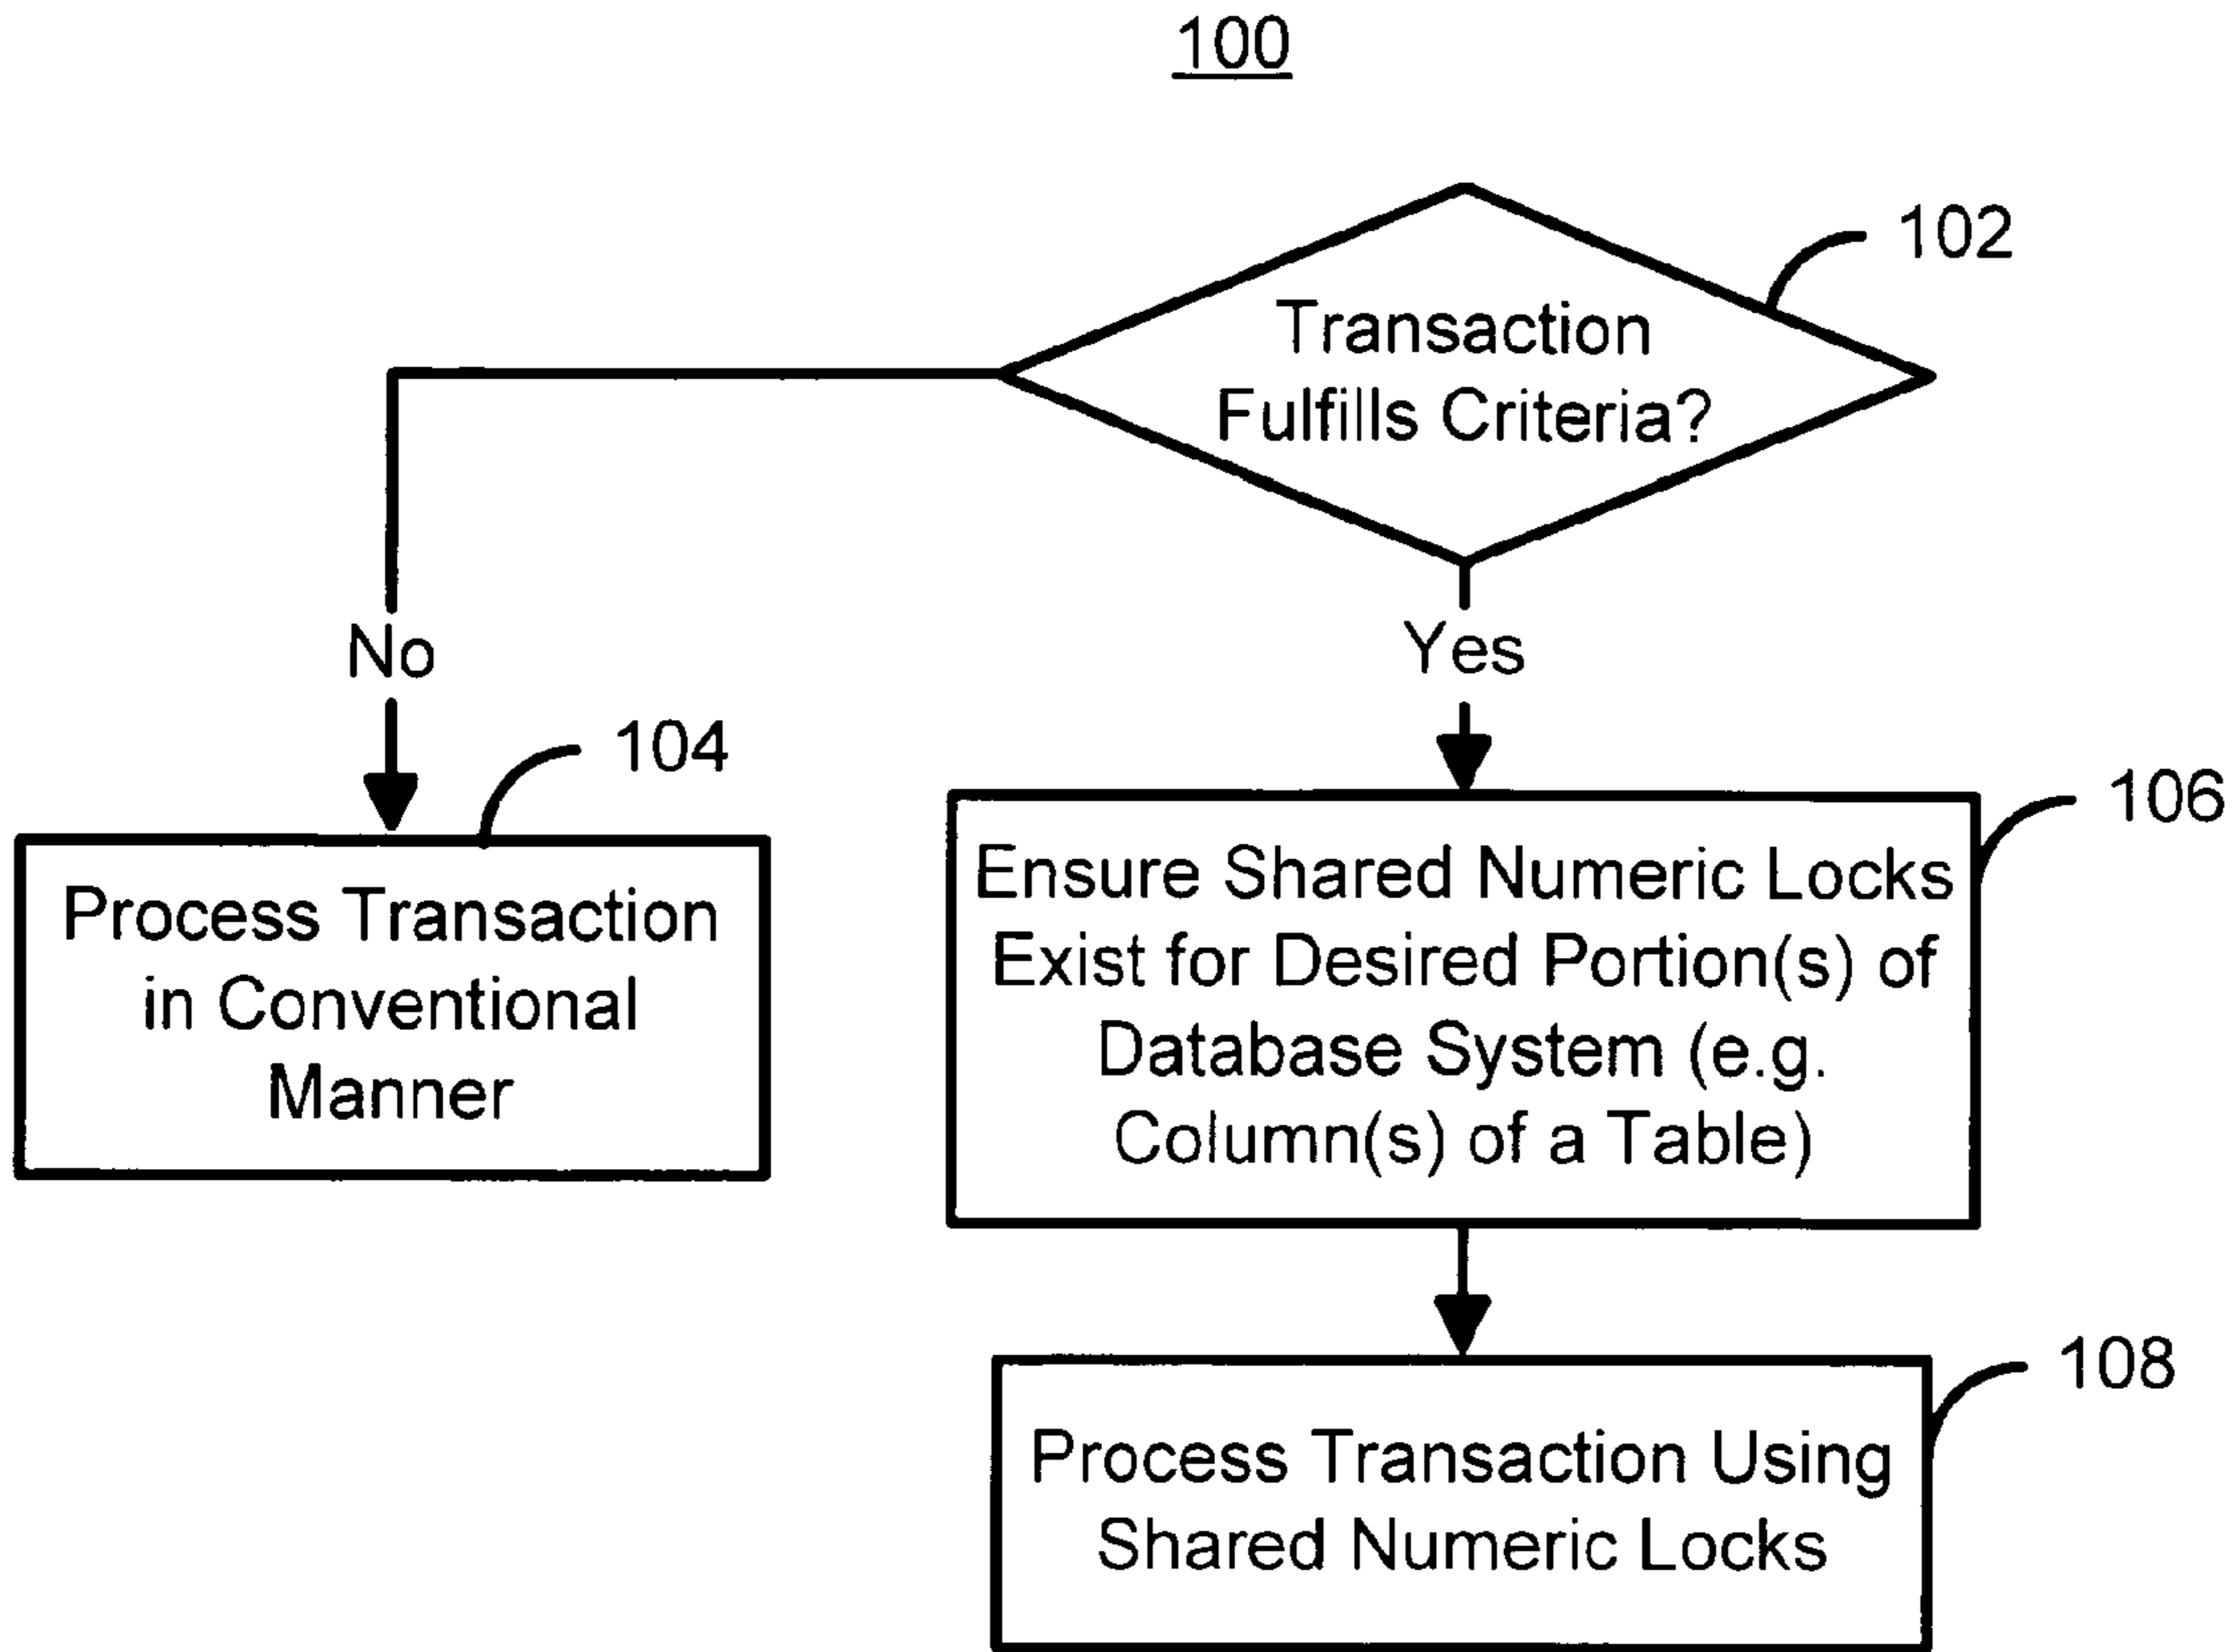 100
102
Transaction
Fulfills Criteria?
No
Yes
104
Process Transaction
in Conventional
Manner
106
Ensure Shared Numeric Locks
Exist for Desired Portion(s) of
Database System (e.g.
Column(s) of a Table)
108
Process Transaction Using
Shared Numeric Locks